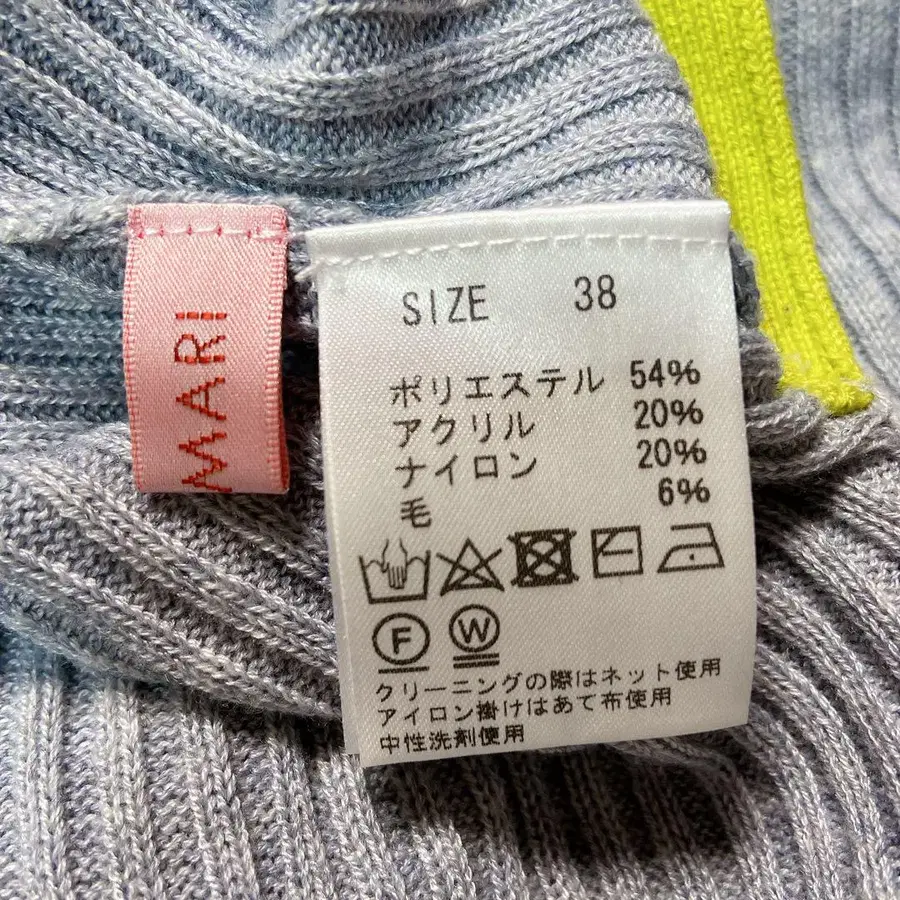 MARI
SIZE 38
ポリエステル 54%
アクリル 20%
ナイロン 20%
毛 6%
F W
クリーニングの際はネット使用
アイロン掛けはあて布使用
中性洗剤使用